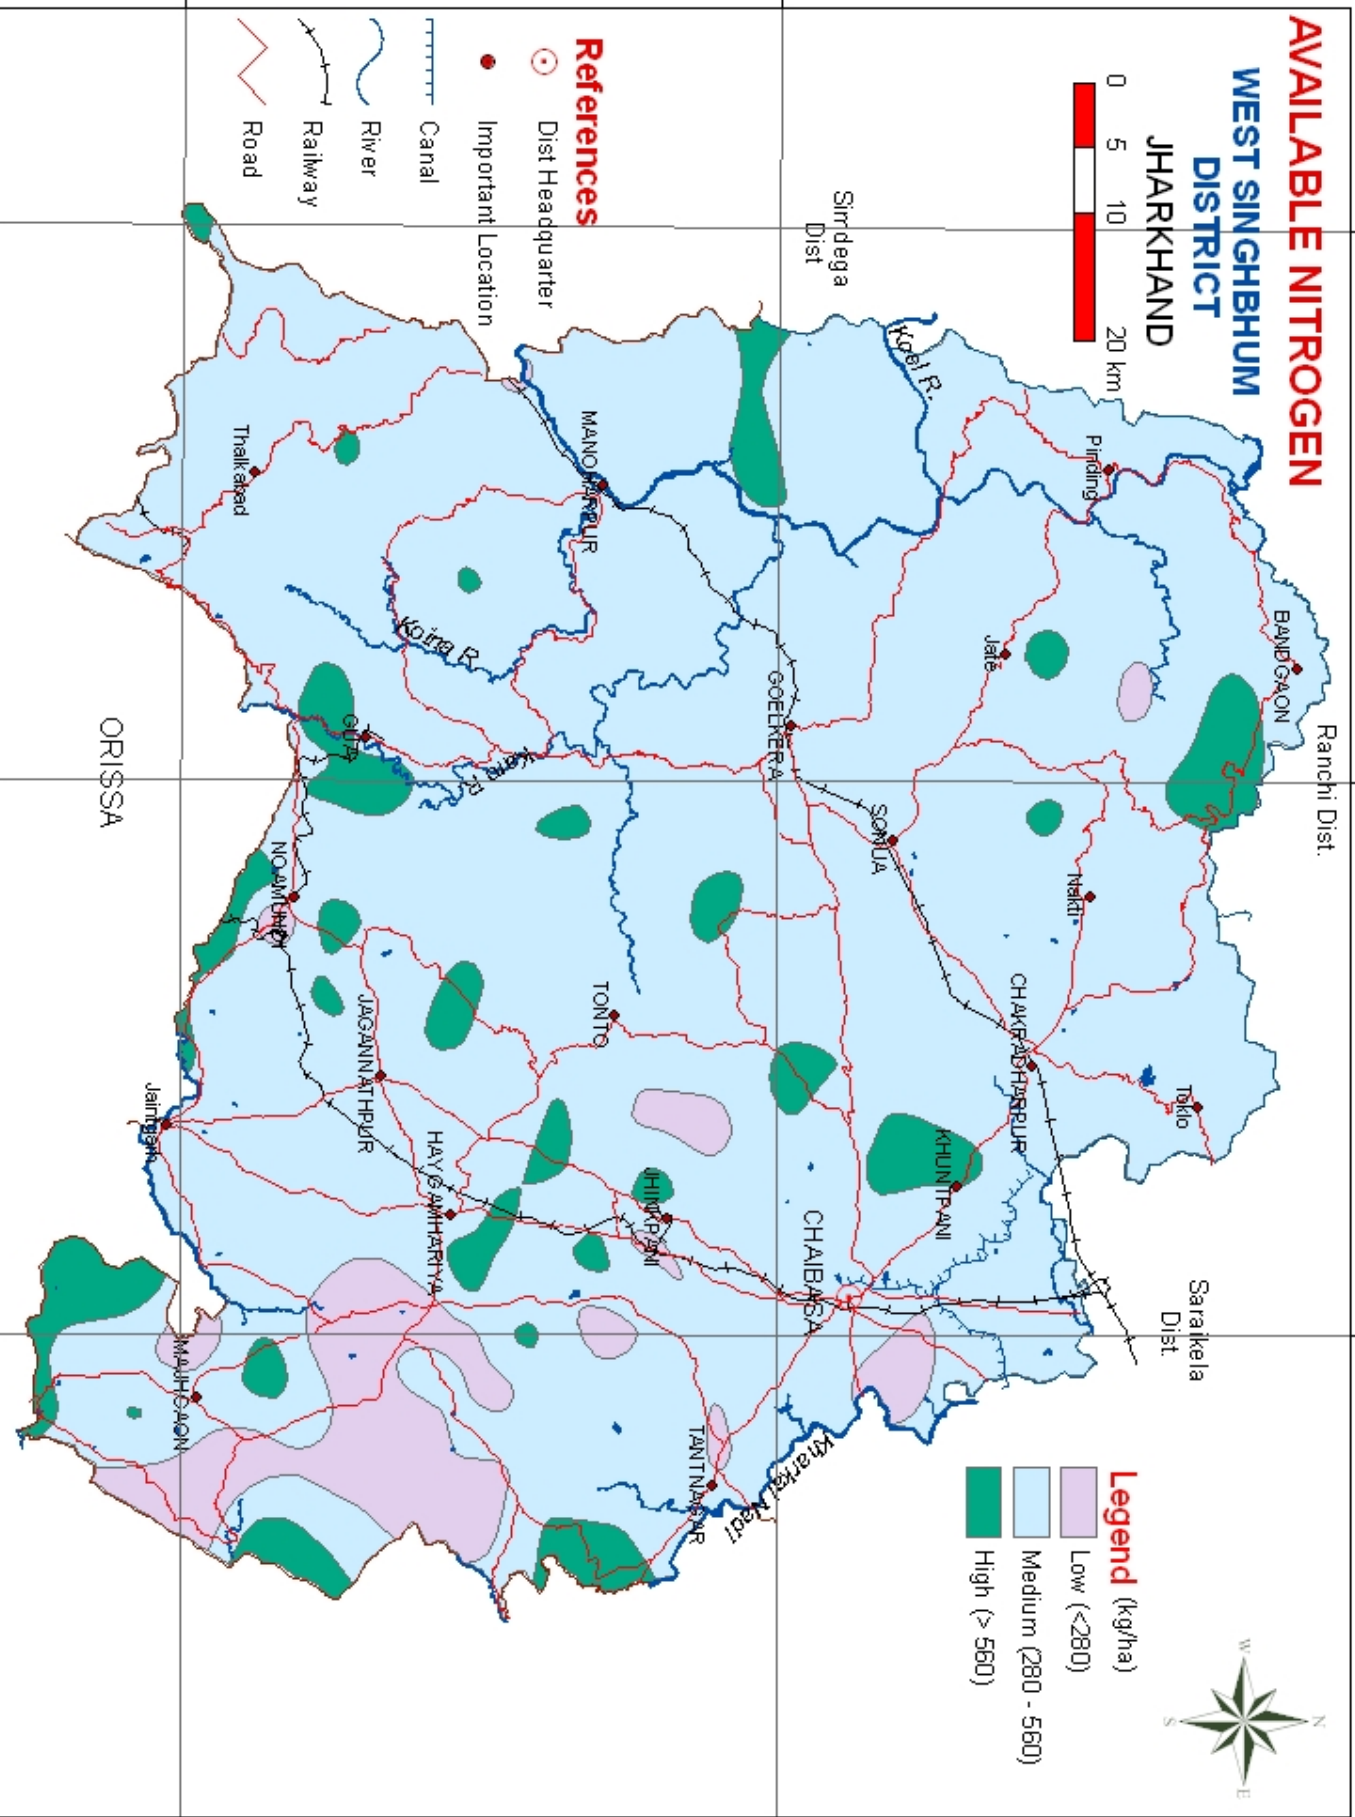 AVAILABLE NITROGEN
WEST SINGHBHUM
DISTRICT
JHARKHAND
0 5 10 20 km
Ranchi Dist.
N
W E
S
Simdega
Dist
Saraikela
Dist.
ORISSA
Legend (kg/ha)
Low (<280)
Medium (280 - 560)
High (> 560)
References
Dist Headquarter
Important Location
Canal
River
Railway
Road
BANDGAON
Toklo
Pinding
Nakti
Jate
CHAKRADHARPUR
KHUNTPANI
Koel R.
SONUA
GOELKERA
CHAIBASA
Kharkai Nadi
TANTNAGAR
JHINKPANI
TONTO
MANOHARPUR
Koina R.
Karo R.
HAYGAMHARIYA
JAGANNATHPUR
GUA
NOAMUNDI
Thalkabad
MAJHGAON
Jaintgarh